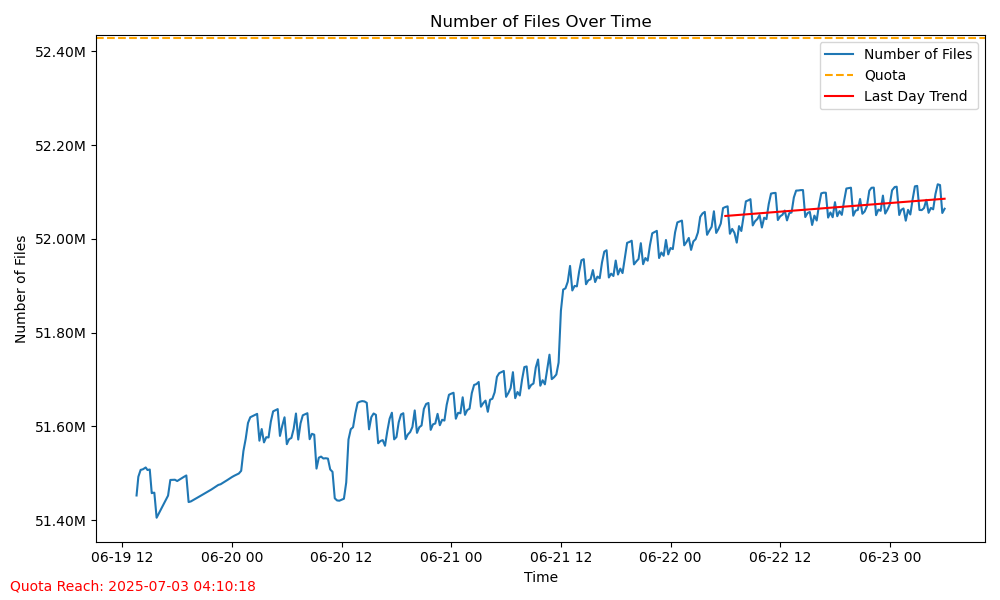 Number of Files Over Time
Number of Files
Quota
Last Day Trend
52.40M
52.20M
52.00M
51.80M
51.60M
51.40M
Number of Files
06-19 12
06-20 00
06-20 12
06-21 00
06-21 12
06-22 00
06-22 12
06-23 00
Time
Quota Reach: 2025-07-03 04:10:18